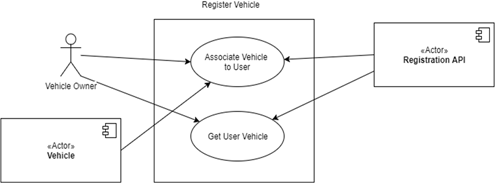 Register Vehicle
Associate Vehicle
to User
«Actor»
Registration API
Vehicle Owner
Get User Vehicle
«Actor»
Vehicle